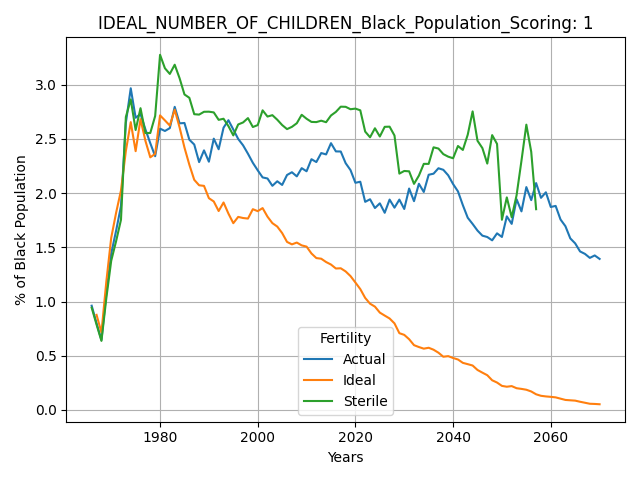 IDEAL_NUMBER_OF_CHILDREN_Black_Population_Scoring: 1
% of Black Population
3.0
2.5
2.0
1.5
1.0
0.5
0.0
Fertility
Actual
Ideal
Sterile
1980 2000 2020 2040 2060
Years